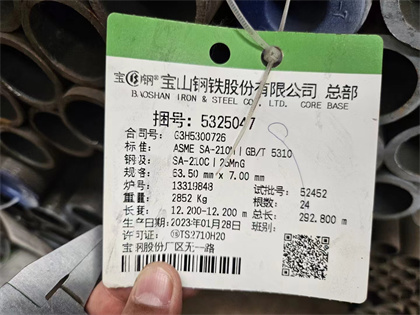 宝钢® 宝山钢铁股份有限公司 总部
BAOSHAN IRON & STEEL CO., LTD. CORE BASE
捆号: 5325047
合同号: G3H5300726
标准: ASME SA-210M | GB/T 5310
钢级: SA-210C | 25MnG
规格: 63.50 mm x 7.00 mm
炉号: 13319848 试批号: 52452
重量: 2852 Kg 根数: 24
长度: 12.200-12.200 m 总长: 292.800 m
生产日期: 2023年01月28日 班别:
许可证: TS2710H20
宝钢股份厂区无一路